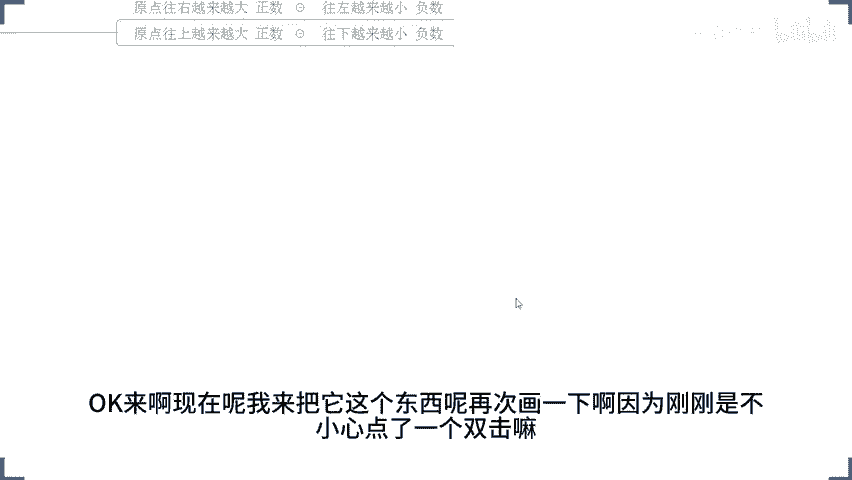 原点往右越来越大 正数 往左越来越小 负数
原点往上越来越大 正数 往下越来越小 负数
OK来啊现在呢我来把它这个东西呢再次画一下啊因为刚刚是不
小心点了一个双击嘛